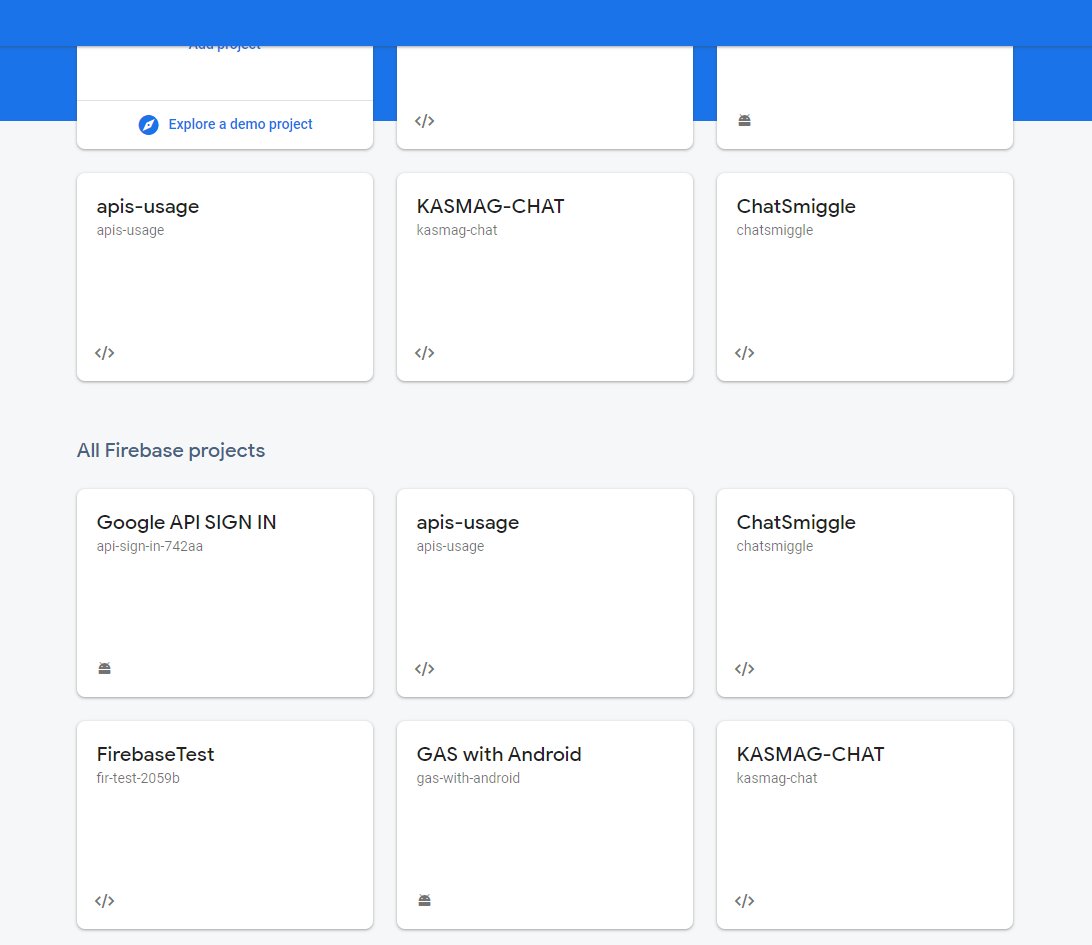 Add project
Explore a demo project
apis-usage
apis-usage
KASMAG-CHAT
kasmag-chat
ChatSmiggle
chatsmiggle
All Firebase projects
Google API SIGN IN
api-sign-in-742aa
apis-usage
apis-usage
ChatSmiggle
chatsmiggle
FirebaseTest
fir-test-2059b
GAS with Android
gas-with-android
KASMAG-CHAT
kasmag-chat